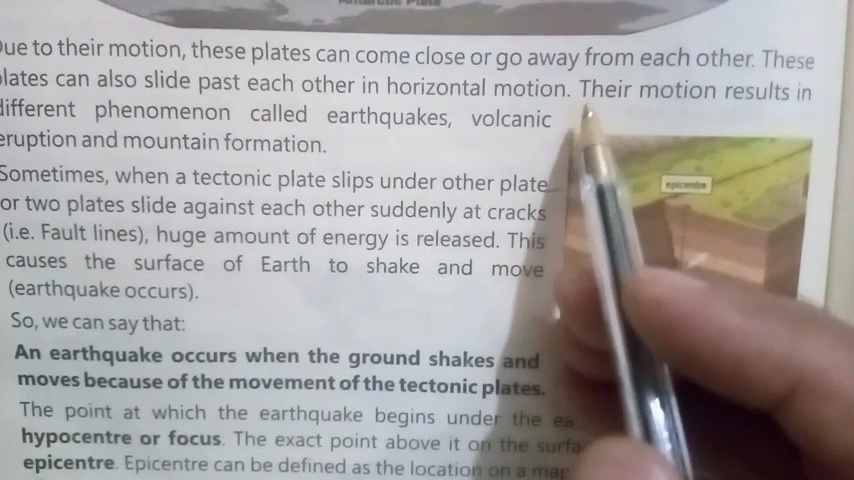 Antarctic Plate
Due to their motion, these plates can come close or go away from each other. These
plates can also slide past each other in horizontal motion. Their motion results in
different phenomenon called earthquakes, volcanic
eruption and mountain formation.
Sometimes, when a tectonic plate slips under other plate
or two plates slide against each other suddenly at cracks
(i.e. Fault lines), huge amount of energy is released. This
causes the surface of Earth to shake and move
(earthquake occurs).
epicentre
So, we can say that:
An earthquake occurs when the ground shakes and
moves because of the movement of the tectonic plates.
The point at which the earthquake begins under the
hypocentre or focus. The exact point above it on the
epicentre. Epicentre can be defined as the location on a map